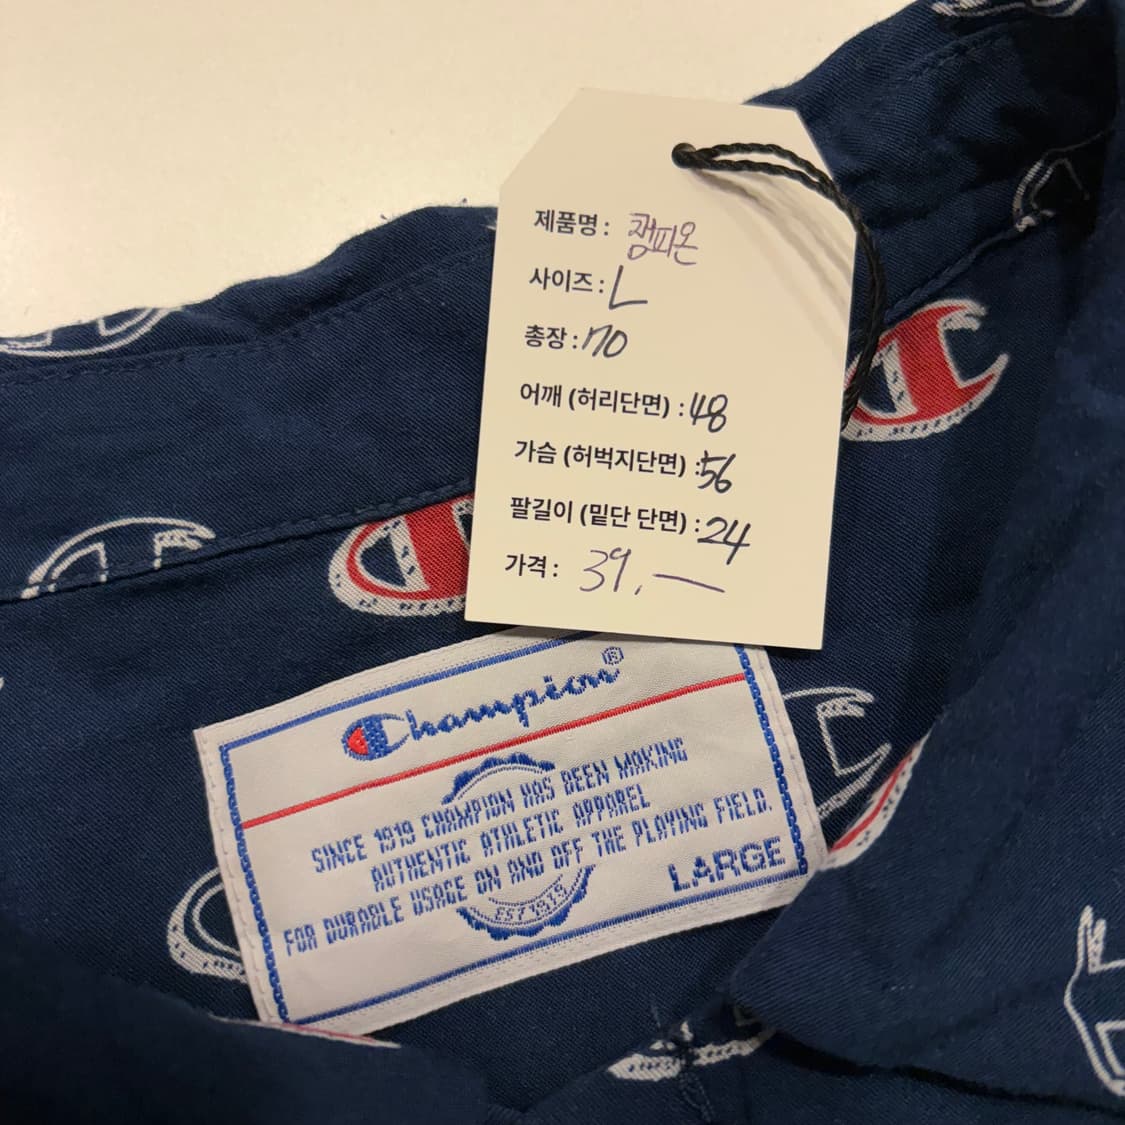 제품명 : 챔피온
사이즈 : L
총장 : 70
어깨 (허리단면) : 48
가슴 (허벅지단면) : 56
팔길이 (밑단 단면) : 24
가격 : 39,—
Champion®
SINCE 1919 CHAMPION HAS BEEN MAKING
AUTHENTIC ATHLETIC APPAREL
FOR DURABLE USAGE ON AND OFF THE PLAYING FIELD.
LARGE
EST 1919